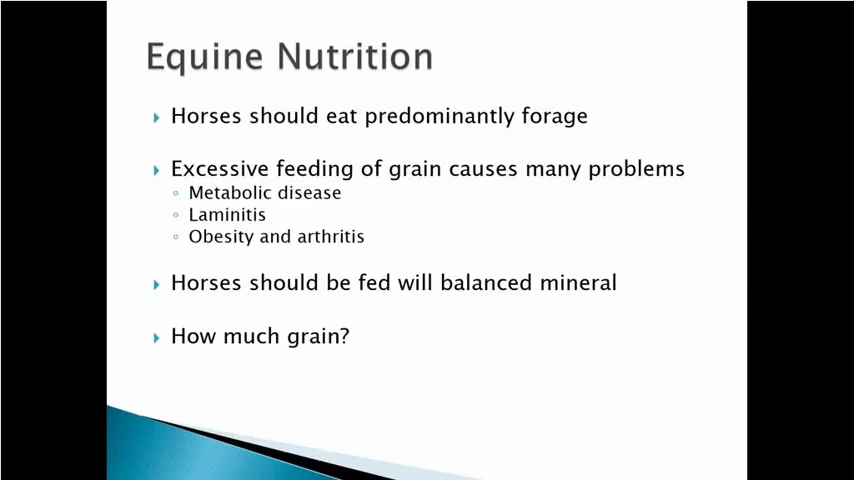 Equine Nutrition
Horses should eat predominantly forage
Excessive feeding of grain causes many problems
Metabolic disease
Laminitis
Obesity and arthritis
Horses should be fed will balanced mineral
How much grain?